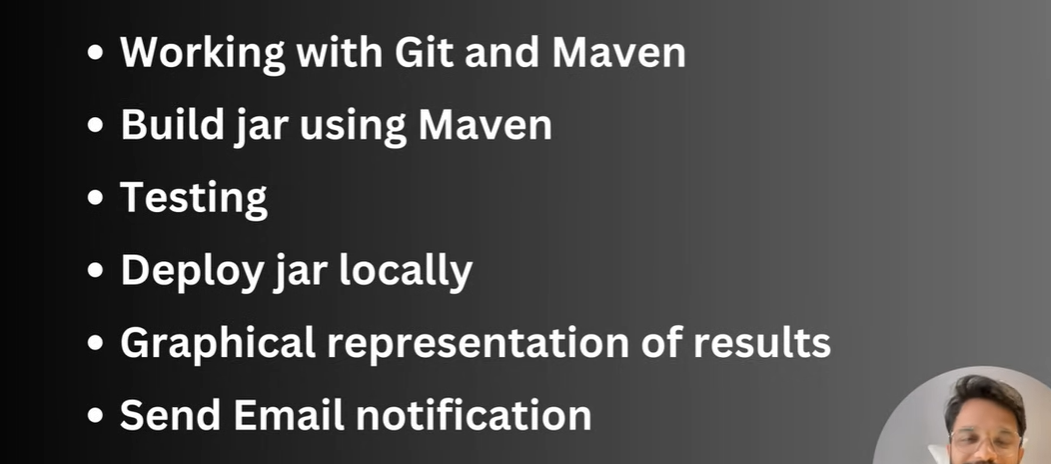 • Working with Git and Maven
• Build jar using Maven
• Testing
• Deploy jar locally
• Graphical representation of results
• Send Email notification